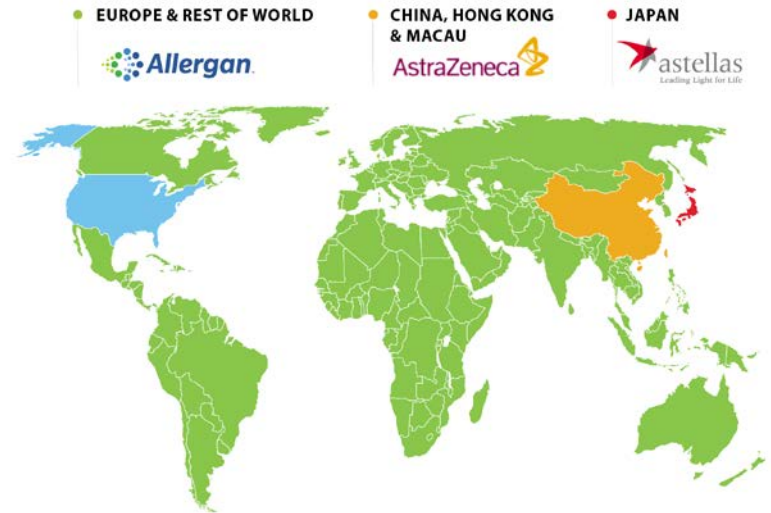 EUROPE & REST OF WORLD
Allergan.
CHINA, HONG KONG
& MACAU
AstraZeneca
JAPAN
astellas
Leading Light for Life